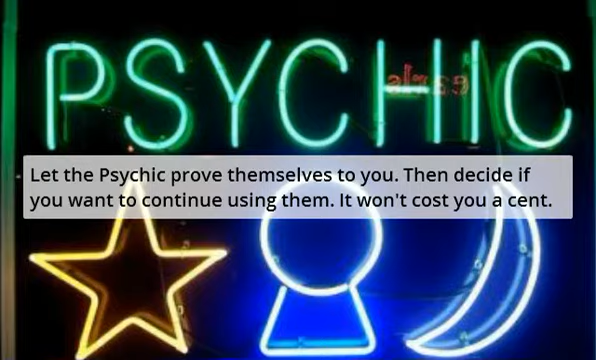 PSYCHIC
Let the Psychic prove themselves to you. Then decide if
you want to continue using them. It won't cost you a cent.